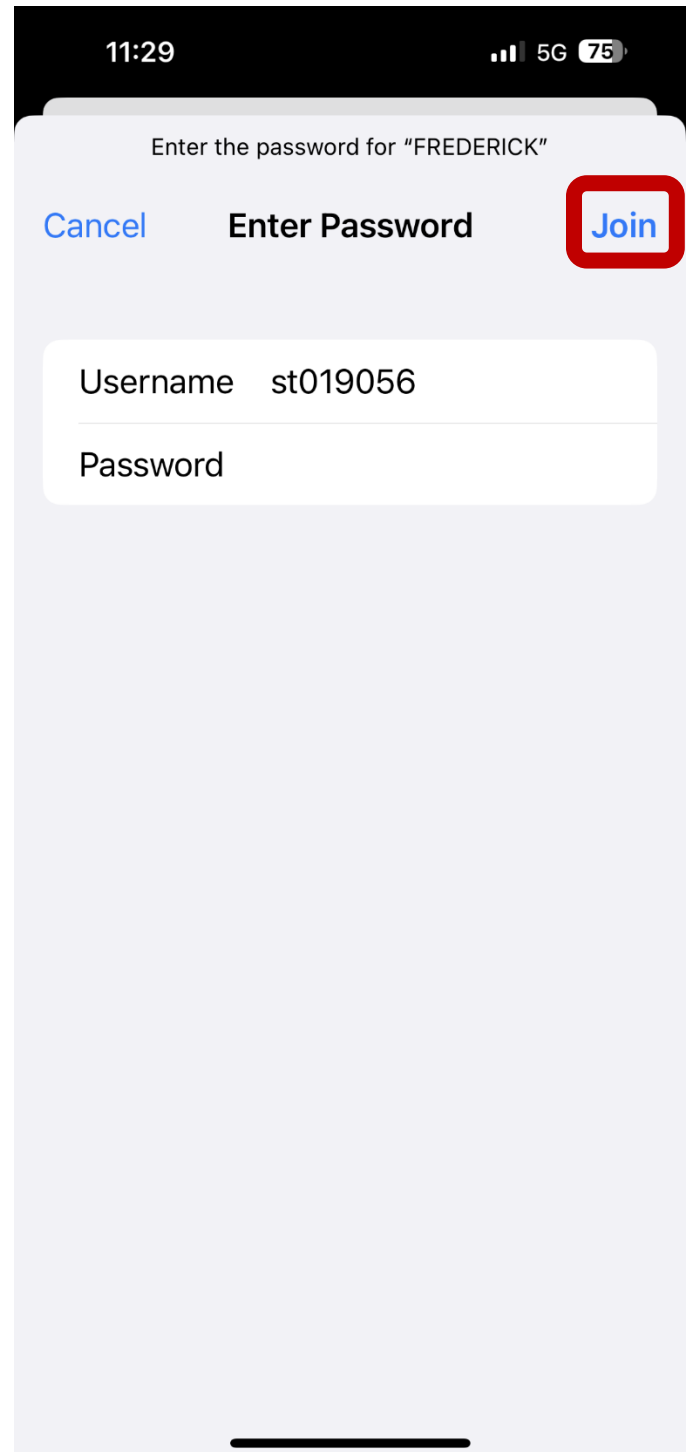 11:29 5G 75
Enter the password for “FREDERICK”
Cancel Enter Password Join
Username st019056
Password